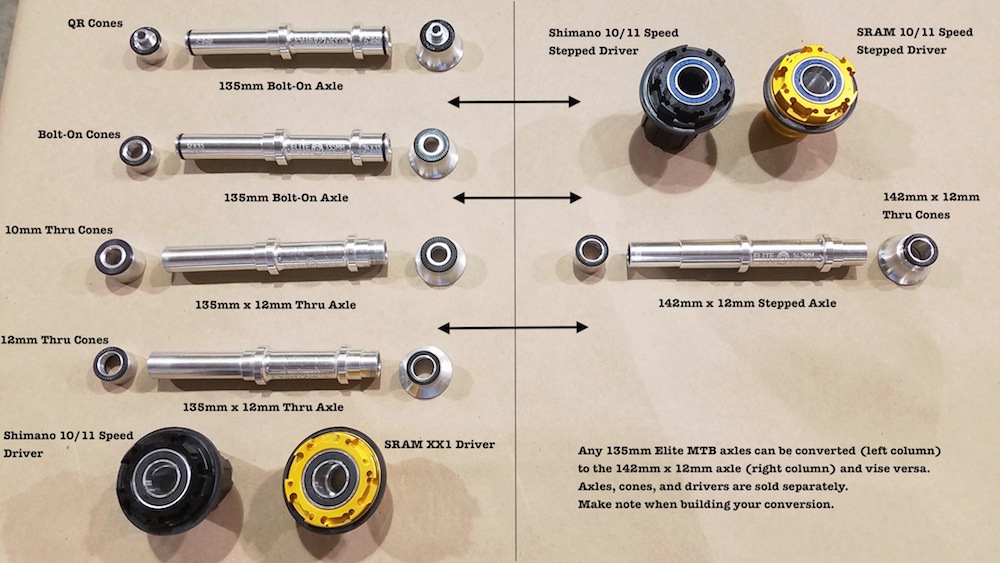 QR Cones
135mm Bolt-On Axle
Bolt-On Cones
ELITE 135MM
135mm Bolt-On Axle
10mm Thru Cones
135mm x 12mm Thru Axle
12mm Thru Cones
135mm x 12mm Thru Axle
Shimano 10/11 Speed
Driver
SRAM XX1 Driver
Shimano 10/11 Speed
Stepped Driver
SRAM 10/11 Speed
Stepped Driver
142mm x 12mm
Thru Cones
ELITE 142MM
142mm x 12mm Stepped Axle
Any 135mm Elite MTB axles can be converted (left column)
to the 142mm x 12mm axle (right column) and vise versa.
Axles, cones, and drivers are sold separately.
Make note when building your conversion.